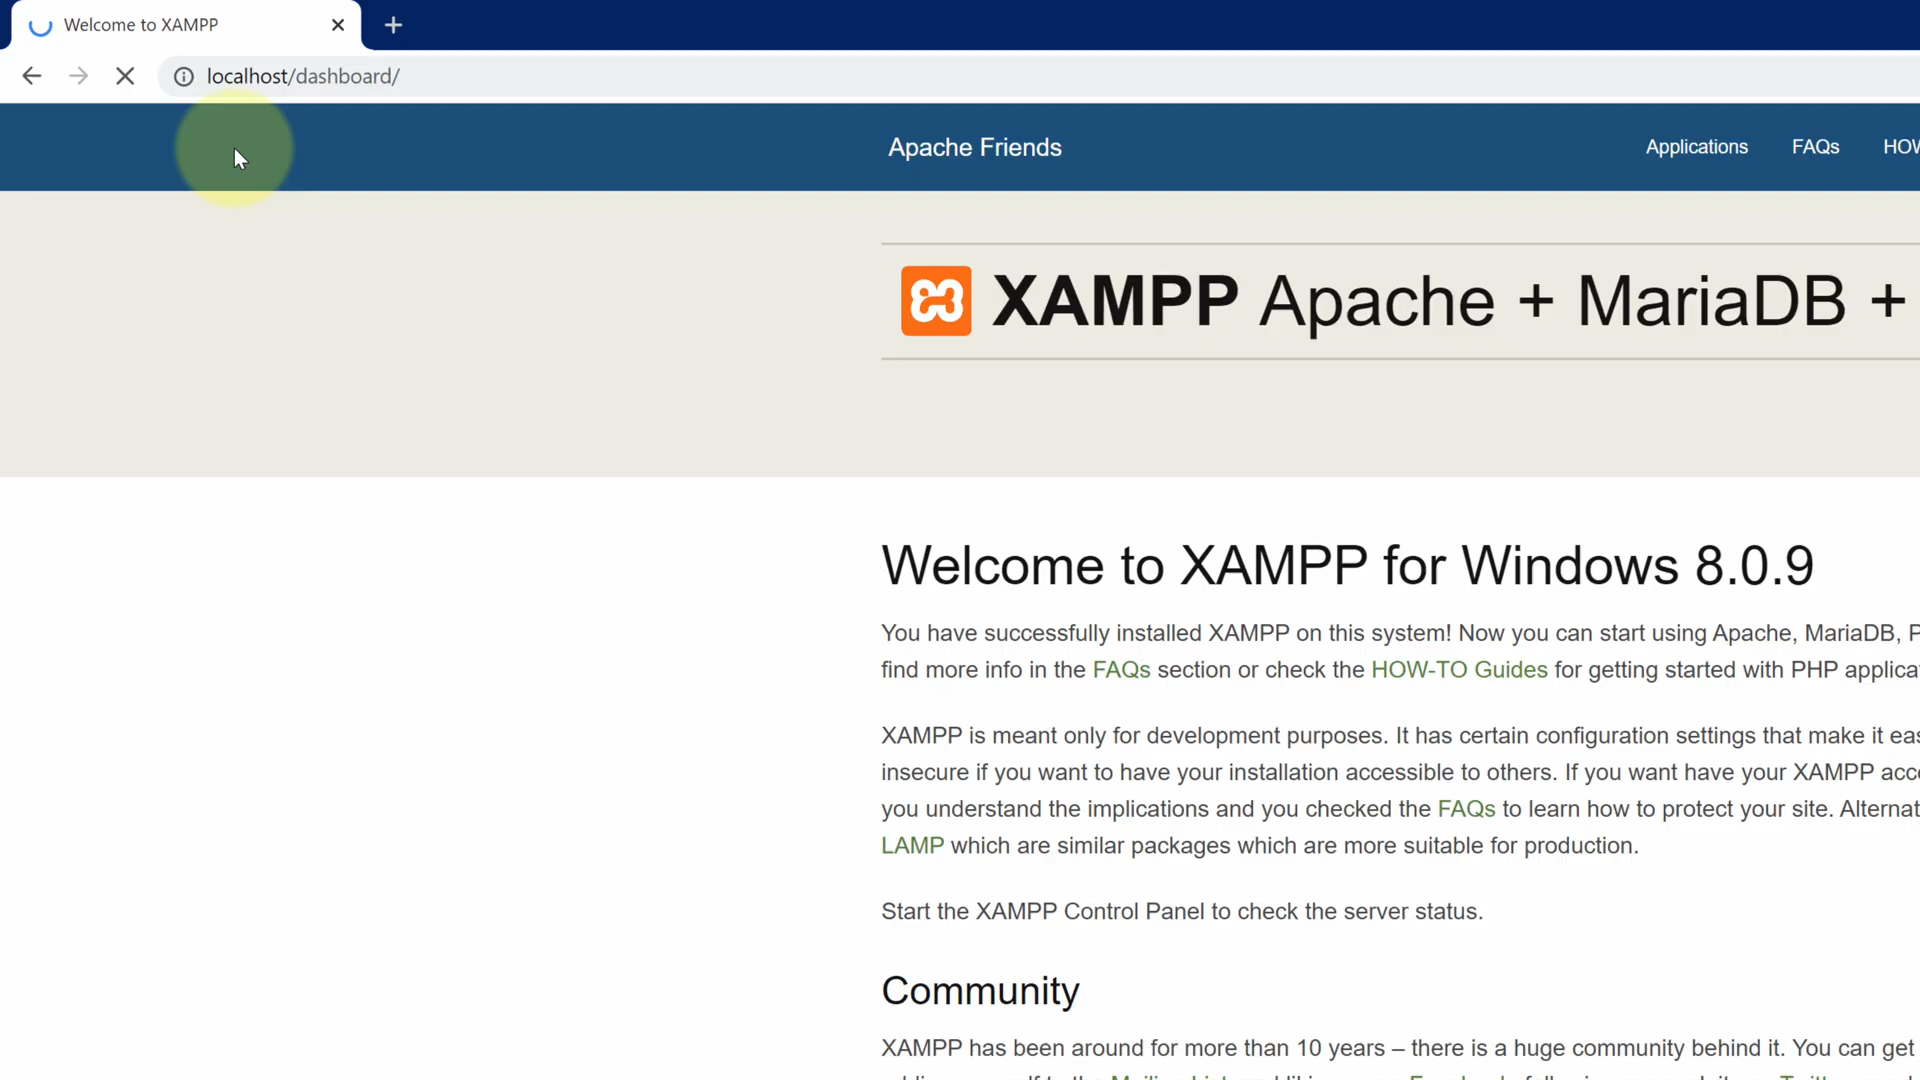 Welcome to XAMPP
localhost/dashboard/
Apache Friends
Applications
FAQs
XAMPP Apache + MariaDB +
Welcome to XAMPP for Windows 8.0.9
You have successfully installed XAMPP on this system! Now you can start using Apache, MariaDB,
find more info in the FAQs section or check the HOW-TO Guides for getting started with PHP
XAMPP is meant only for development purposes. It has certain configuration settings that make it
insecure if you want to have your installation accessible to others. If you want have your XAMPP
you understand the implications and you checked the FAQs to learn how to protect your site.
LAMP which are similar packages which are more suitable for production.
Start the XAMPP Control Panel to check the server status.
Community
XAMPP has been around for more than 10 years – there is a huge community behind it. You can get